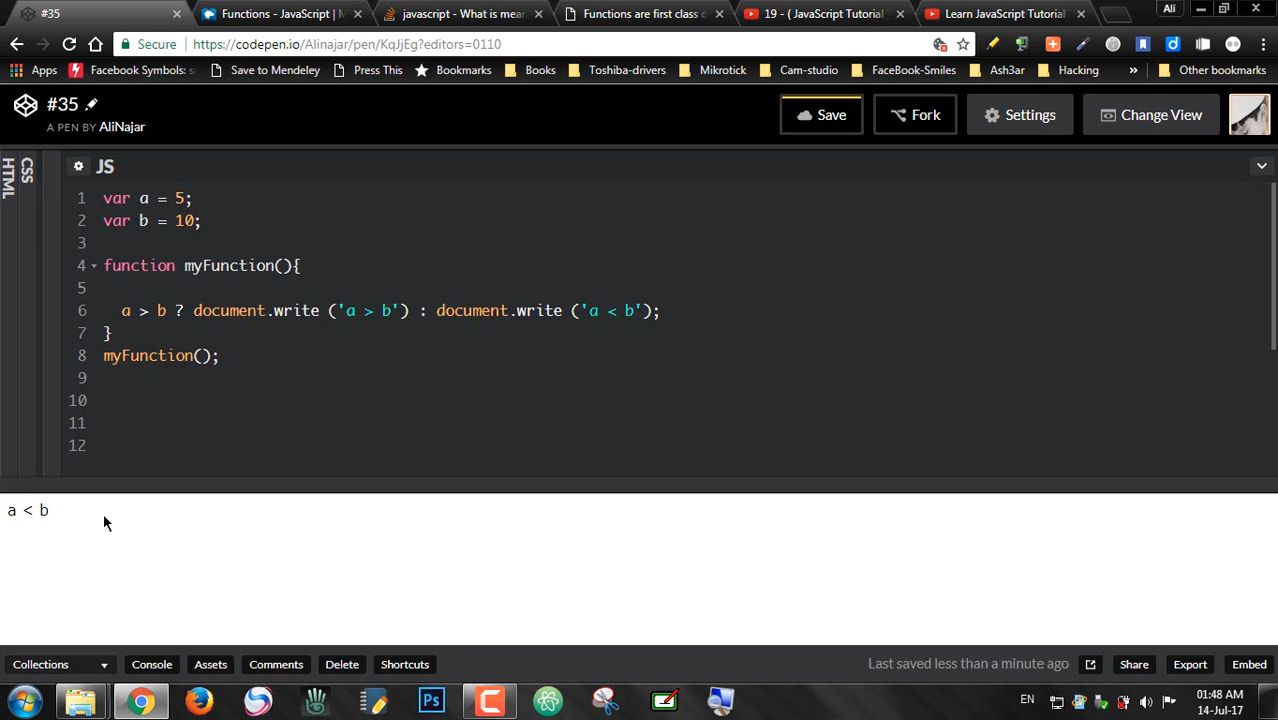 #35
Functions - JavaScript | M
javascript - What is mean
Functions are first class o
19 - ( JavaScript Tutorial
Learn JavaScript Tutorial
Ali
Secure
https://codepen.io/Alinajar/pen/KqJjEg?editors=0110
Apps
Facebook Symbols: s
Save to Mendeley
Press This
Bookmarks
Books
Toshiba-drivers
Mikrotick
Cam-studio
FaceBook-Smiles
Ash3ar
Hacking
»
Other bookmarks
#35
A PEN BY AliNajar
Save
Fork
Settings
Change View
HTML
CSS
JS
1 var a = 5;
2 var b = 10;
3
4 function myFunction(){
5
6 a > b ? document.write ('a > b') : document.write ('a < b');
7 }
8 myFunction();
9
10
11
12
a < b
Collections
Console
Assets
Comments
Delete
Shortcuts
Last saved less than a minute ago
Share
Export
Embed
Ps
EN
01:48 AM
14-Jul-17